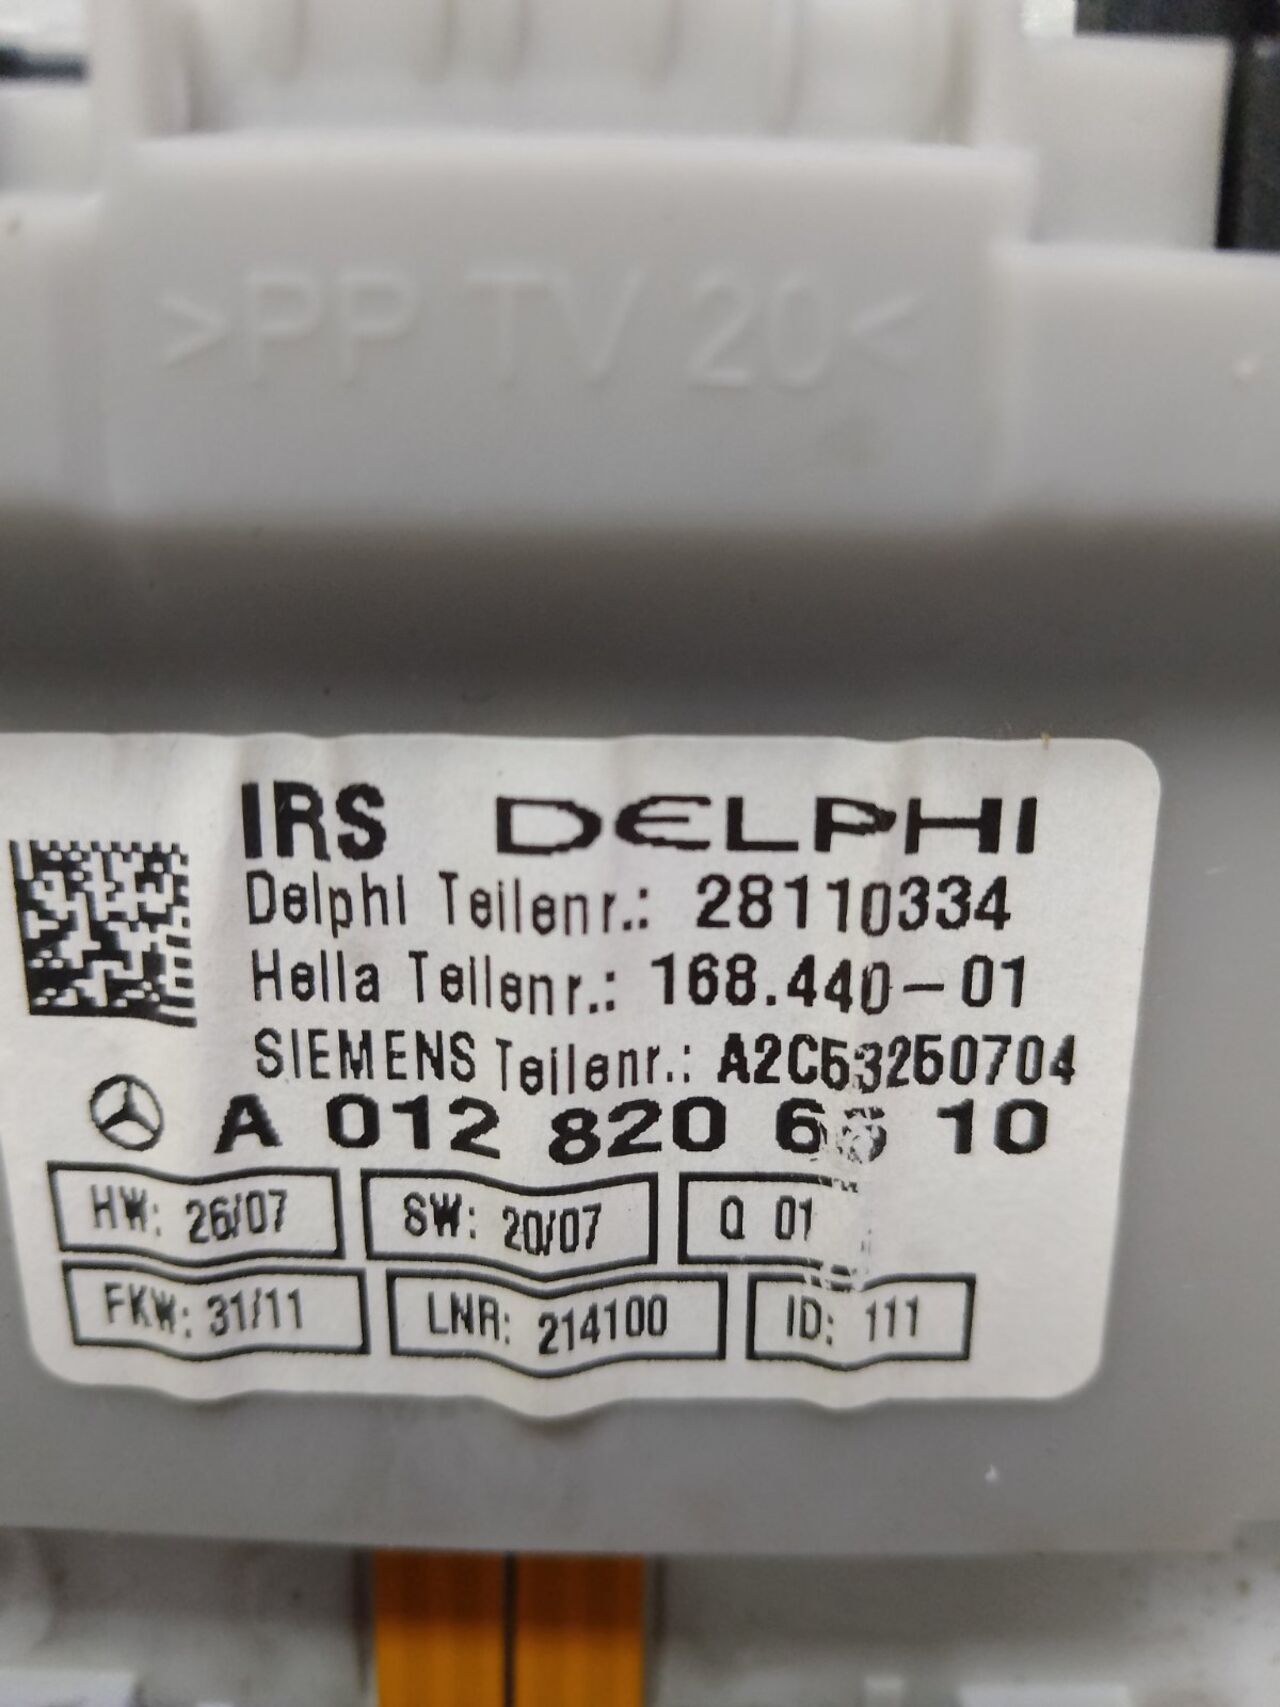 >PP TV 20<
IRS DELPHI
Delphi Teilenr.: 28110334
Hella Teilenr.: 168.440-01
SIEMENS Teilenr.: A2C53250704
A 012 820 10
HW: 26/07 SW: 20/07 Q 01
FKW: 31/11 LNR: 214100 ID: 111